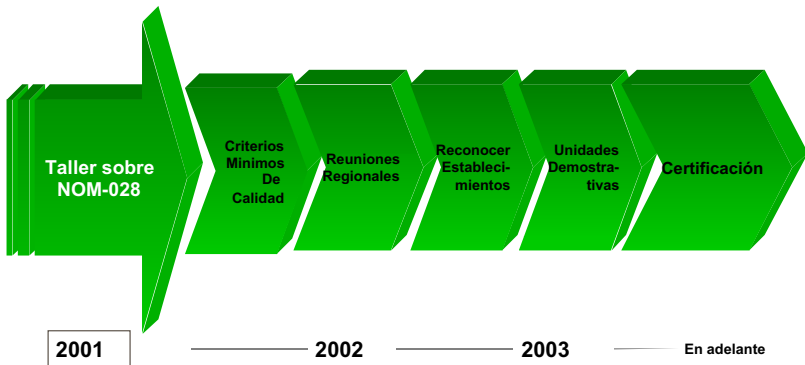 Taller sobre
NOM-028
Criterios
Minimos
De
Calidad
Reuniones
Regionales
Reconocer
Estableci-
mientos
Unidades
Demostra-
tivas
Certificación
2001
2002
2003
En adelante